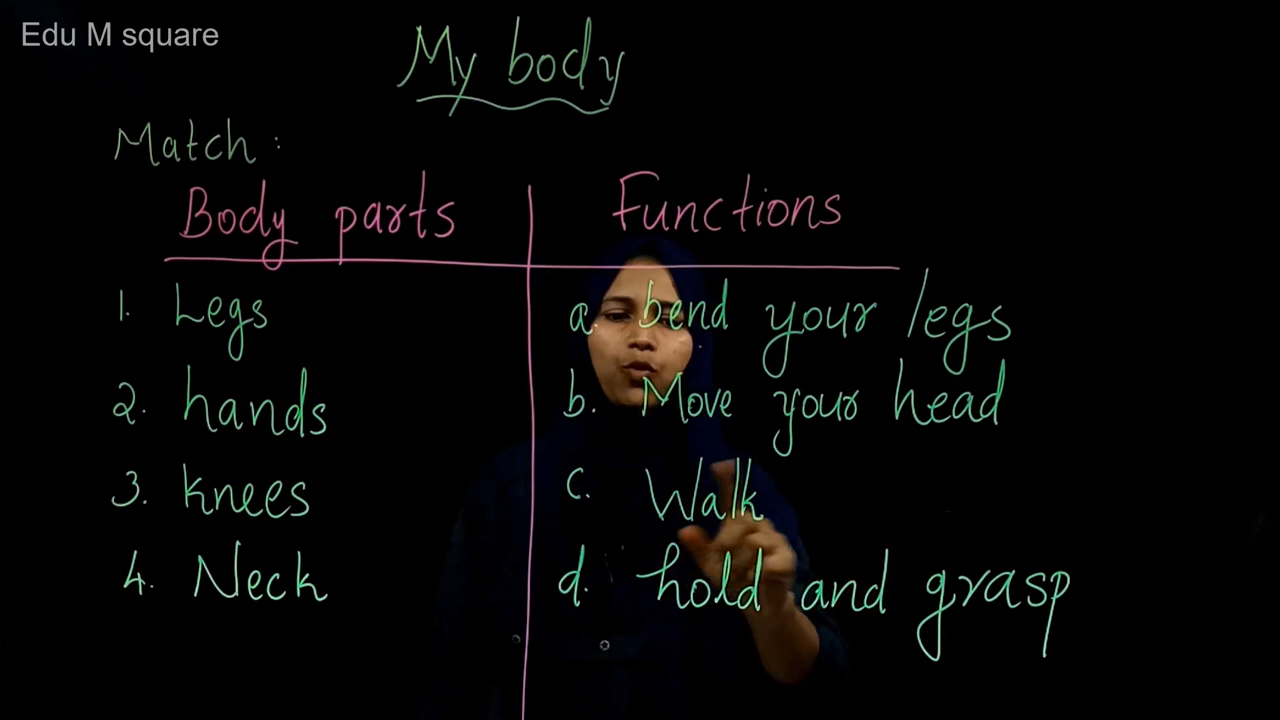 Edu M square
My body
Match :
Body parts | Functions
1. Legs | a. bend your legs
2. hands | b. Move your head
3. knees | c. Walk
4. Neck | d. hold and grasp